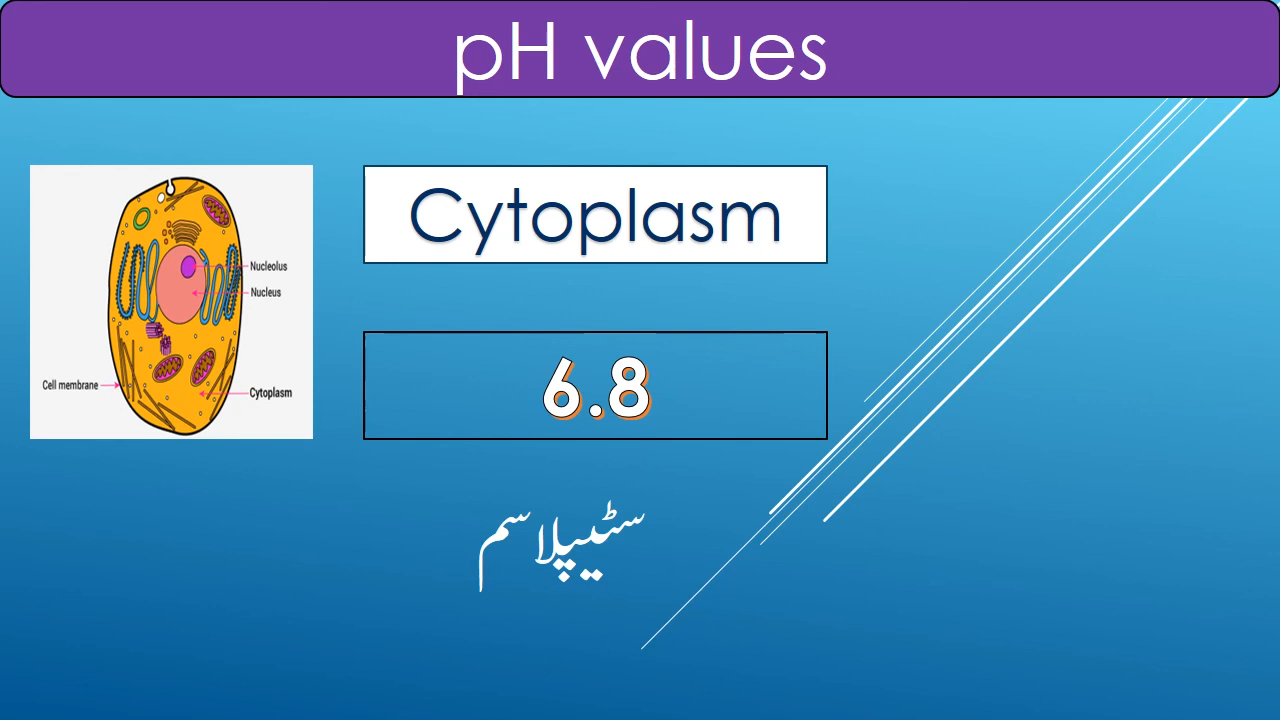 pH values
Cytoplasm
Nucleolus
Nucleus
Cell membrane
Cytoplasm
6.8
سٹیپلاسم